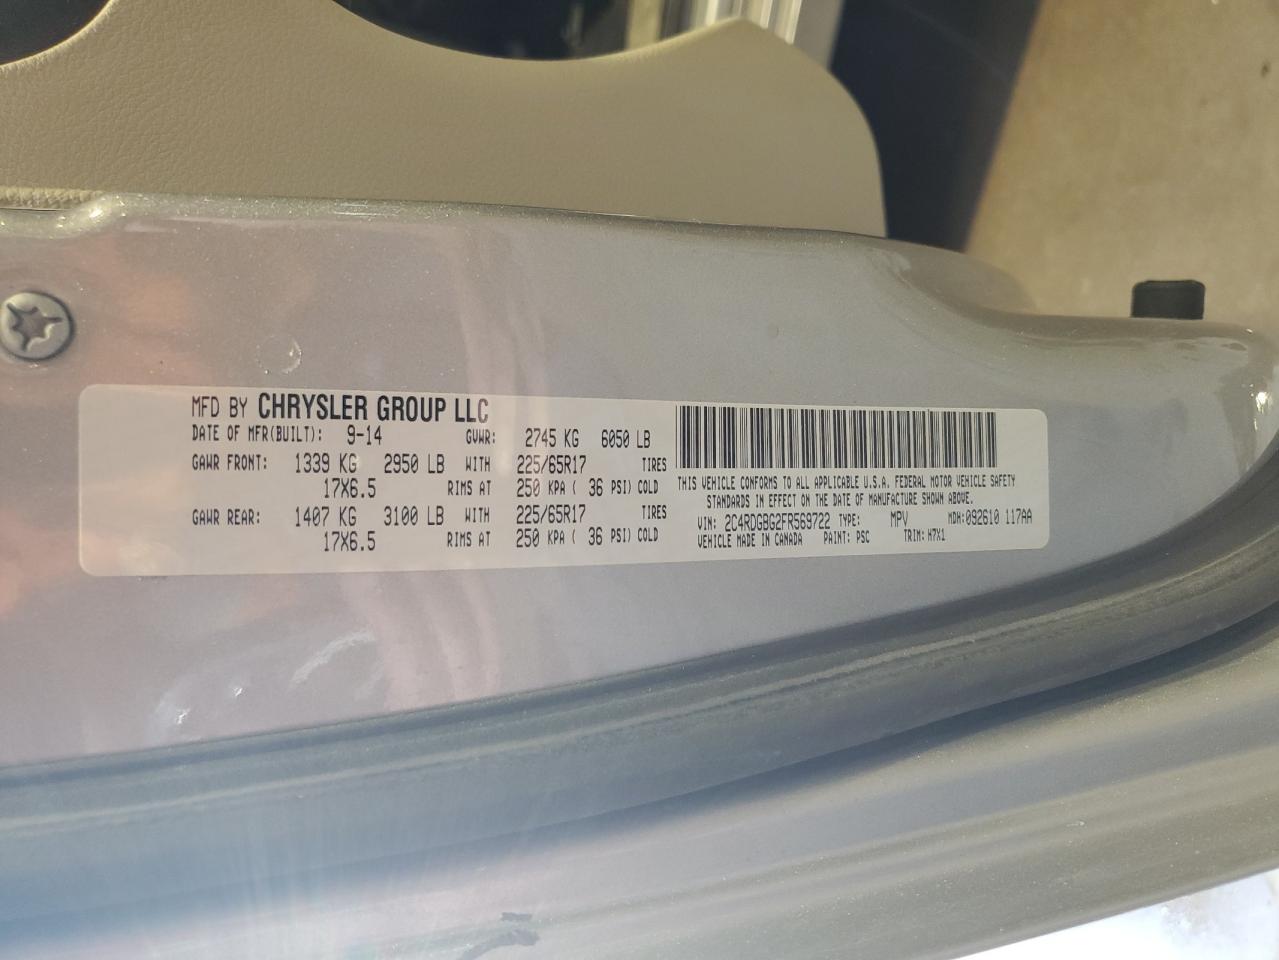 MFD BY CHRYSLER GROUP LLC
DATE OF MFR(BUILT): 9-14 GVWR: 2745 KG 6050 LB
GAWR FRONT: 1339 KG 2950 LB WITH 225/65R17 TIRES
17X6.5 RIMS AT 250 KPA ( 36 PSI) COLD
GAWR REAR: 1407 KG 3100 LB WITH 225/65R17 TIRES
17X6.5 RIMS AT 250 KPA ( 36 PSI) COLD
THIS VEHICLE CONFORMS TO ALL APPLICABLE U.S.A. FEDERAL MOTOR VEHICLE SAFETY
STANDARDS IN EFFECT ON THE DATE OF MANUFACTURE SHOWN ABOVE.
VIN: 2C4RDGBG2FR569722 TYPE: MPV MDH:092610 117AA
VEHICLE MADE IN CANADA PAINT: PSC TRIM: H7X1